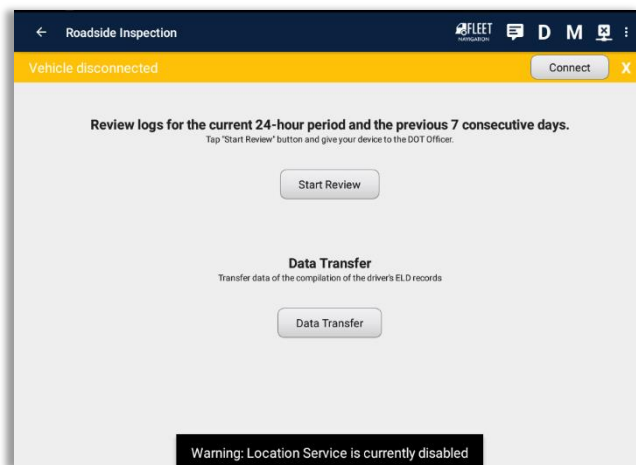 Roadside Inspection
FLEET
NAVIGATION
D M
Vehicle disconnected
Connect
X
Review logs for the current 24-hour period and the previous 7 consecutive days.
Tap "Start Review" button and give your device to the DOT Officer.
Start Review
Data Transfer
Transfer data of the compilation of the driver's ELD records
Data Transfer
Warning: Location Service is currently disabled